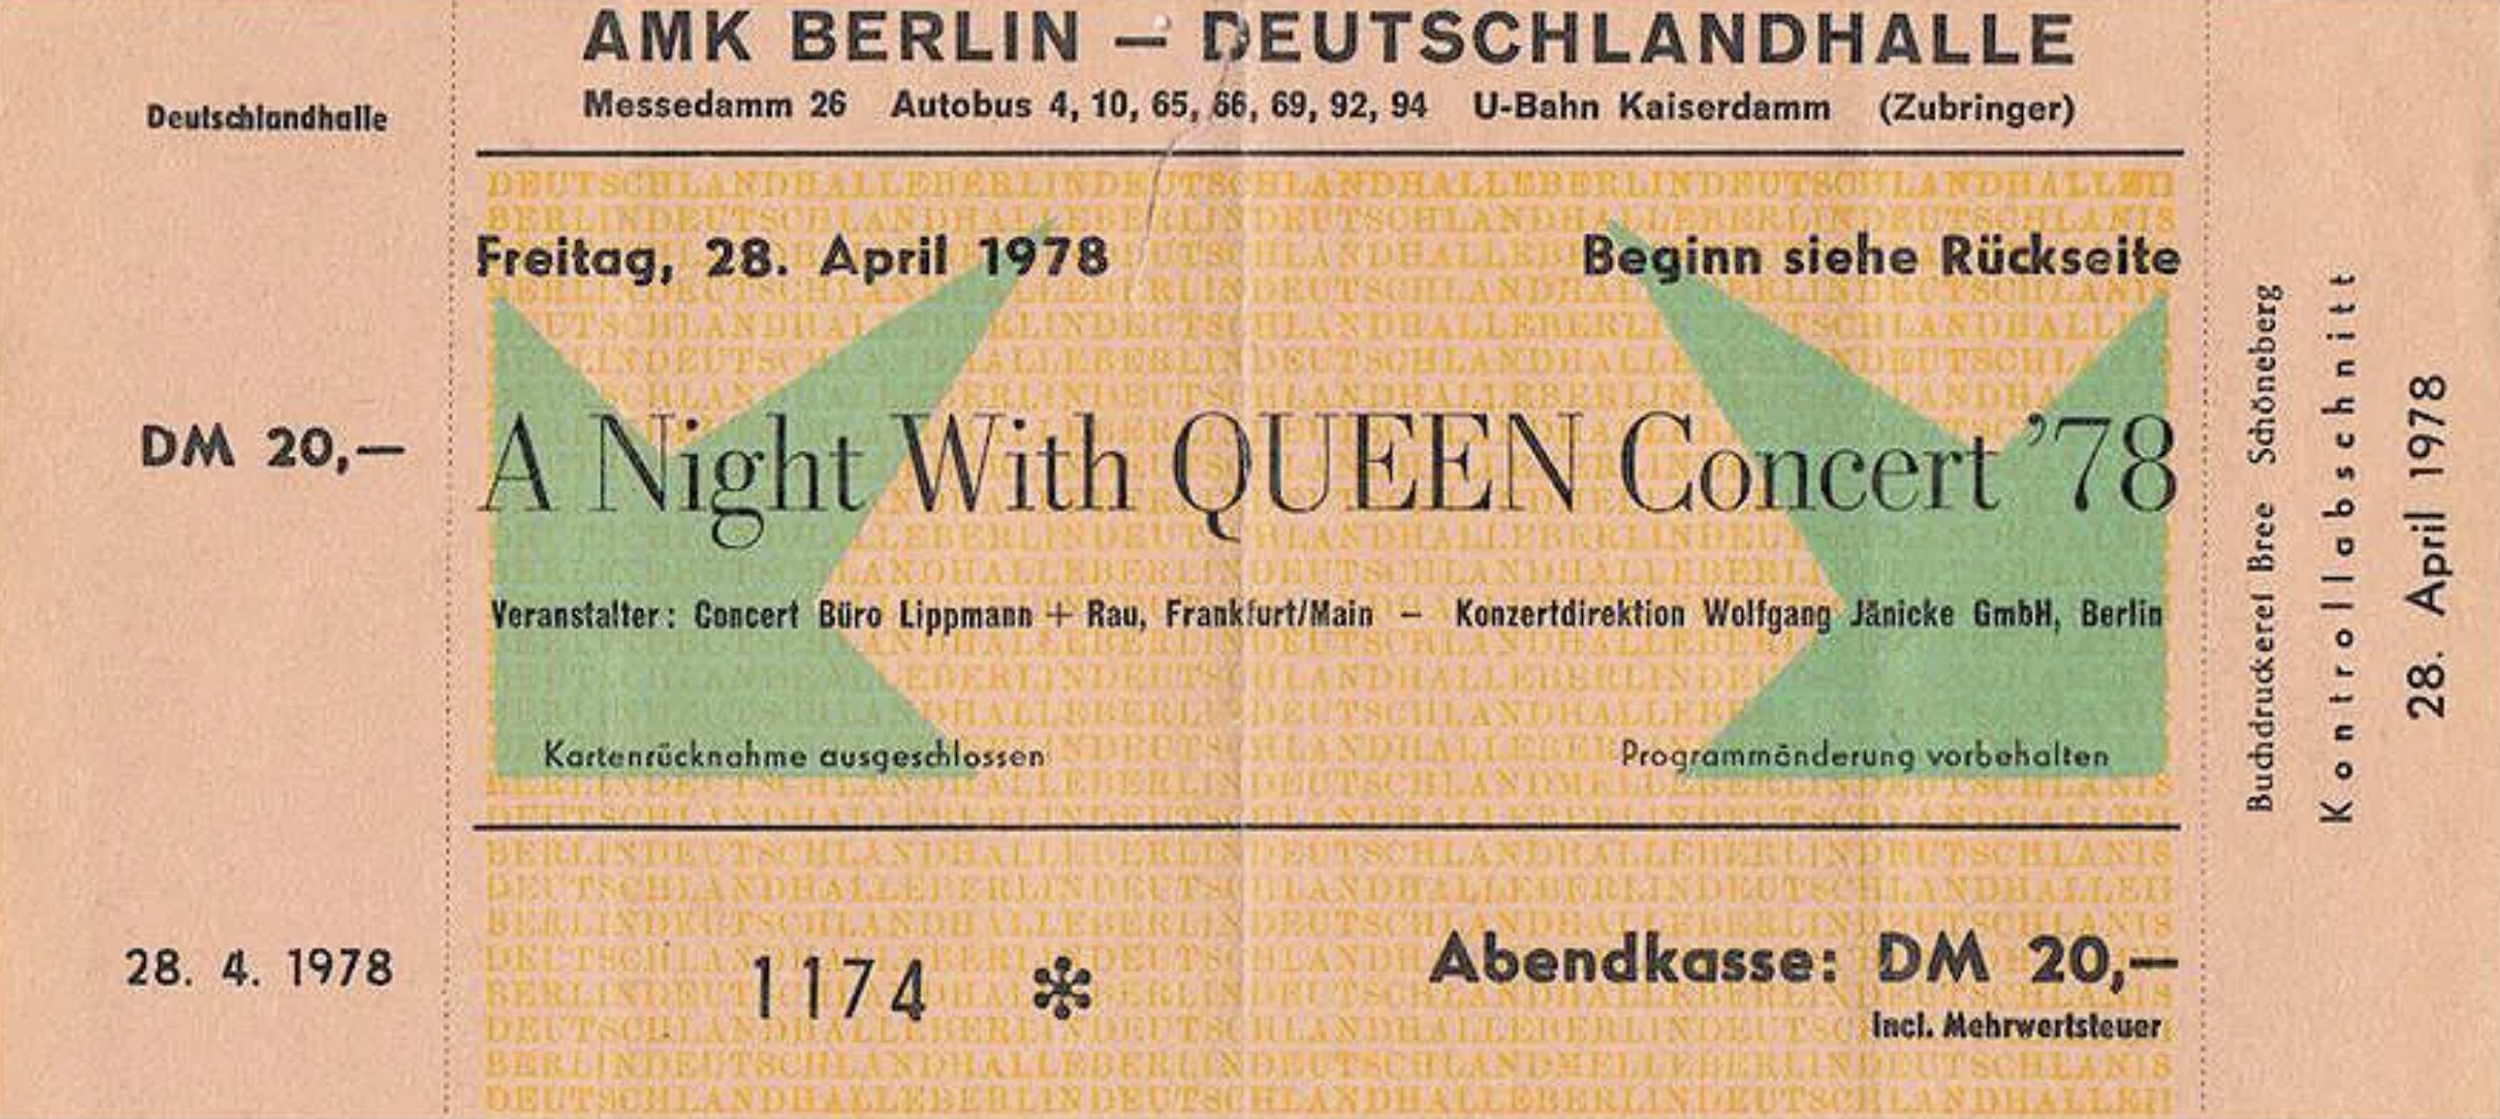 Deutschlandhalle
DM 20,—
28. 4. 1978
AMK BERLIN – DEUTSCHLANDHALLE
Messedamm 26 Autobus 4, 10, 65, 66, 69, 92, 94 U-Bahn Kaiserdamm (Zubringer)
Freitag, 28. April 1978 Beginn siehe Rückseite
A Night With QUEEN Concert ’78
Veranstalter: Concert Büro Lippmann + Rau, Frankfurt/Main – Konzertdirektion Wolfgang Jänicke GmbH, Berlin
Kartenrücknahme ausgeschlossen Programmänderung vorbehalten
1174 ✻ Abendkasse: DM 20,—
incl. Mehrwertsteuer
Buchdruckerei Bree Schöneberg
Kontrollabschnitt
28. April 1978